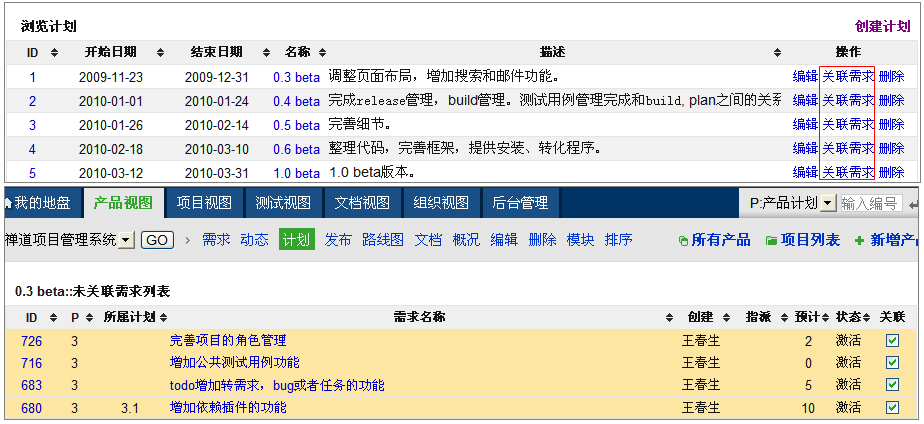 浏览计划 创建计划
ID 开始日期 结束日期 名称 描述 操作
1 2009-11-23 2009-12-31 0.3 beta 调整页面布局，增加搜索和邮件功能。 编辑 关联需求 删除
2 2010-01-01 2010-01-24 0.4 beta 完成release管理，build管理。测试用例管理完成和build, plan之间的关系 编辑 关联需求 删除
3 2010-01-26 2010-02-14 0.5 beta 完善细节。 编辑 关联需求 删除
4 2010-02-18 2010-03-10 0.6 beta 整理代码，完善框架，提供安装、转化程序。 编辑 关联需求 删除
5 2010-03-12 2010-03-31 1.0 beta 1.0 beta版本。 编辑 关联需求 删除
我的地盘 产品视图 项目视图 测试视图 文档视图 组织视图 后台管理 P:产品计划 输入编号
禅道项目管理系统 GO › 需求 动态 计划 发布 路线图 文档 概况 编辑 删除 模块 排序 所有产品 项目列表 新增产
0.3 beta::未关联需求列表
ID P 所属计划 需求名称 创建 指派 预计 状态 关联
726 3 完善项目的角色管理 王春生 2 激活
716 3 增加公共测试用例功能 王春生 0 激活
683 3 todo增加转需求，bug或者任务的功能 王春生 5 激活
680 3 3.1 增加依赖插件的功能 王春生 10 激活